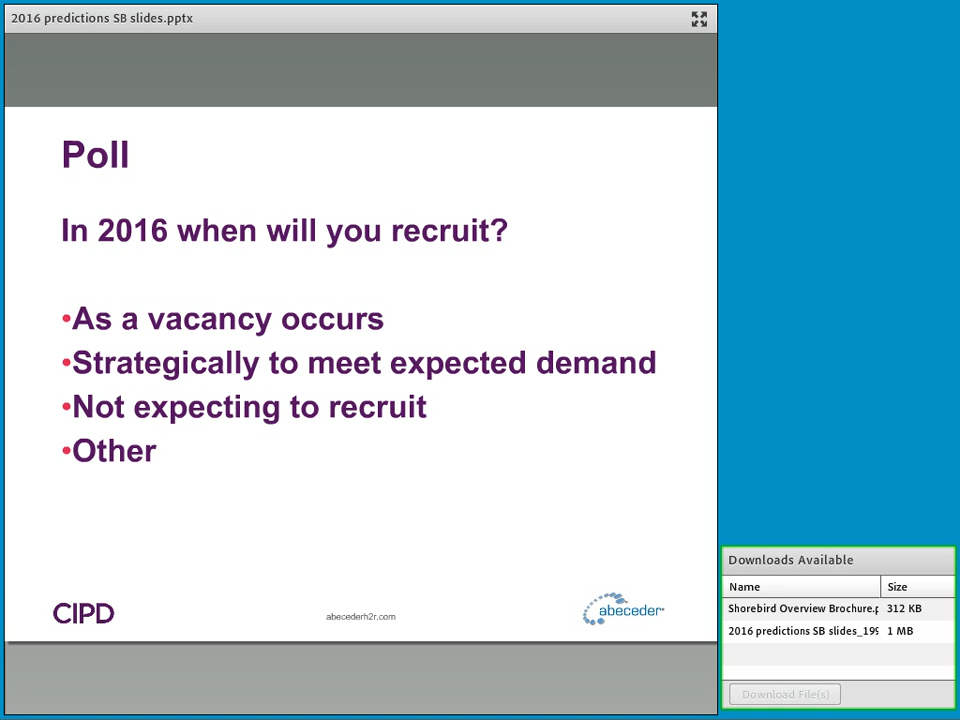 2016 predictions SB slides.pptx
Poll
In 2016 when will you recruit?
•As a vacancy occurs
•Strategically to meet expected demand
•Not expecting to recruit
•Other
CIPD
abecederh2r.com
abeceder
Downloads Available
Name Size
Shorebird Overview Brochure.p 312 KB
2016 predictions SB slides_199 1 MB
Download File(s)